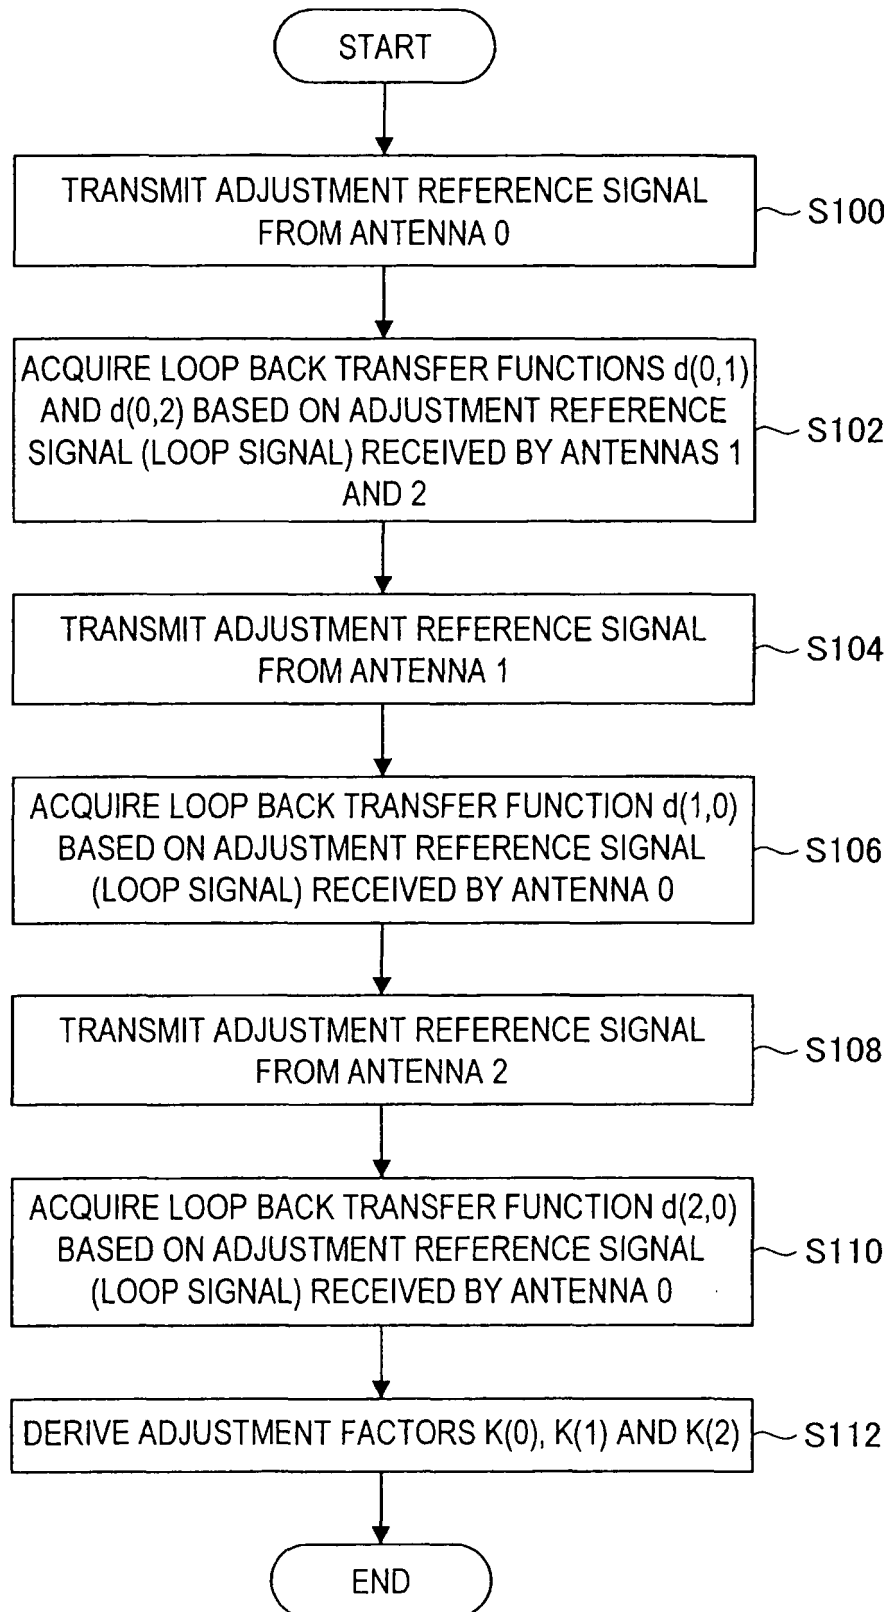 START
TRANSMIT ADJUSTMENT REFERENCE SIGNAL
FROM ANTENNA 0
S100
ACQUIRE LOOP BACK TRANSFER FUNCTIONS d(0,1)
AND d(0,2) BASED ON ADJUSTMENT REFERENCE
SIGNAL (LOOP SIGNAL) RECEIVED BY ANTENNAS 1
AND 2
S102
TRANSMIT ADJUSTMENT REFERENCE SIGNAL
FROM ANTENNA 1
S104
ACQUIRE LOOP BACK TRANSFER FUNCTION d(1,0)
BASED ON ADJUSTMENT REFERENCE SIGNAL
(LOOP SIGNAL) RECEIVED BY ANTENNA 0
S106
TRANSMIT ADJUSTMENT REFERENCE SIGNAL
FROM ANTENNA 2
S108
ACQUIRE LOOP BACK TRANSFER FUNCTION d(2,0)
BASED ON ADJUSTMENT REFERENCE SIGNAL
(LOOP SIGNAL) RECEIVED BY ANTENNA 0
S110
DERIVE ADJUSTMENT FACTORS K(0), K(1) AND K(2)
S112
END